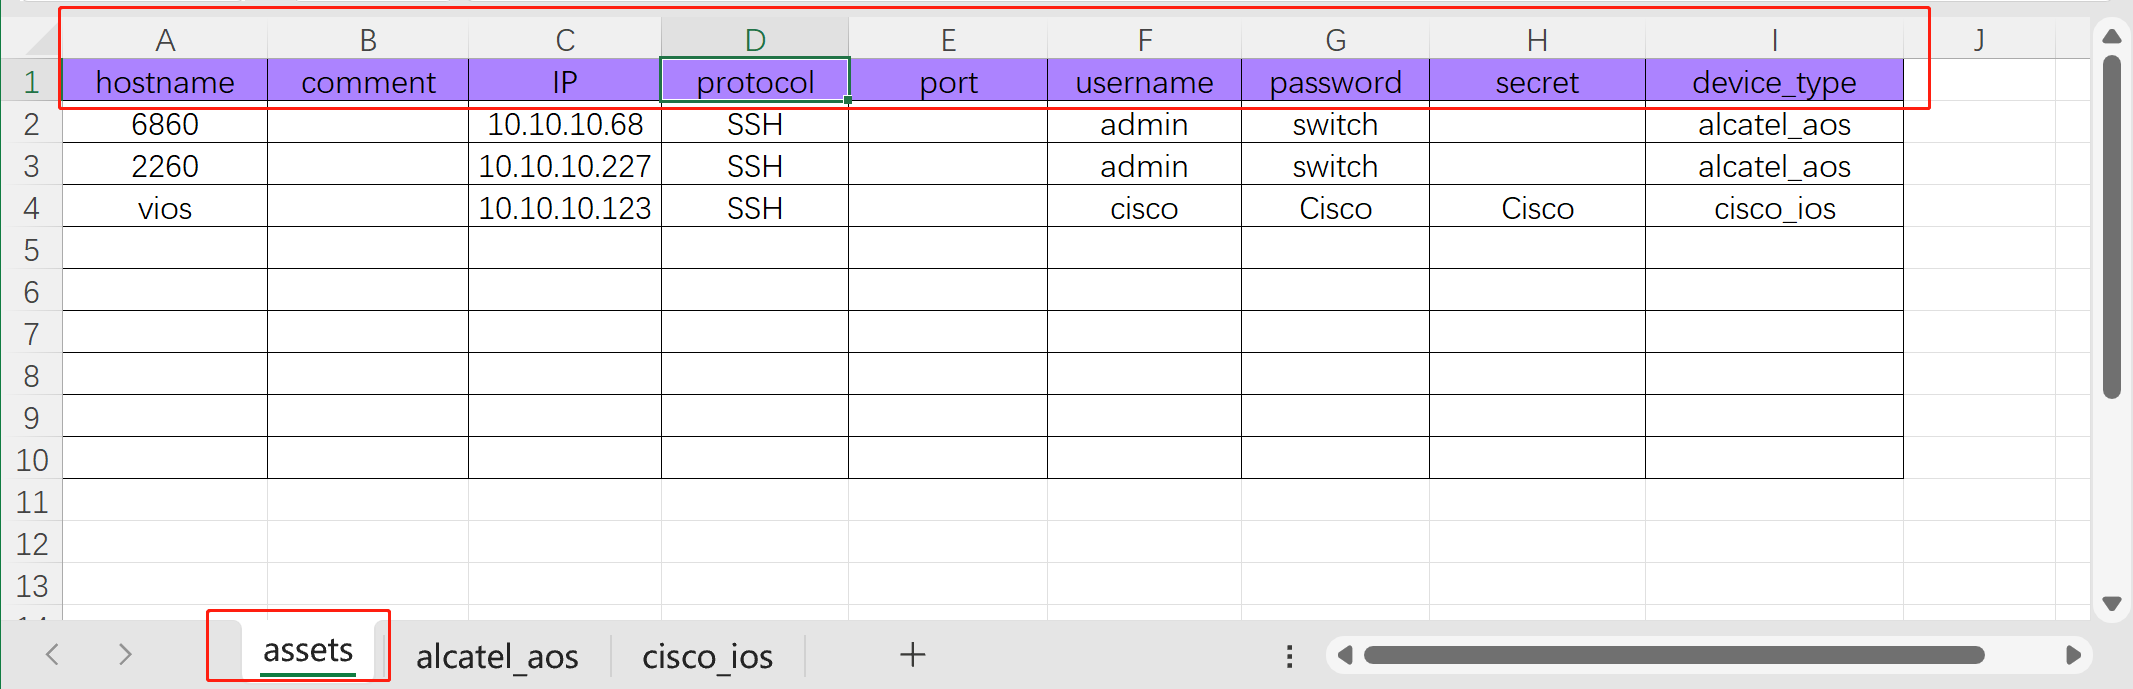 A B C D E F G H I J
1 hostname comment IP protocol port username password secret device_type
2 6860 10.10.10.68 SSH admin switch alcatel_aos
3 2260 10.10.10.227 SSH admin switch alcatel_aos
4 vios 10.10.10.123 SSH cisco Cisco Cisco cisco_ios
5
6
7
8
9
10
11
12
13
assets alcatel_aos cisco_ios